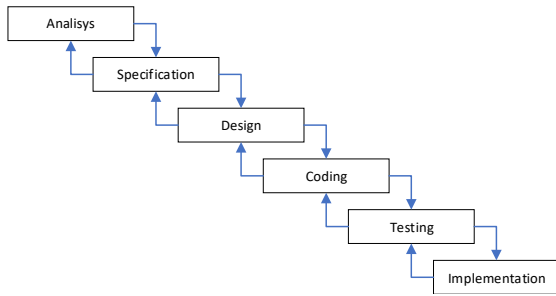 Analisys
Specification
Design
Coding
Testing
Implementation